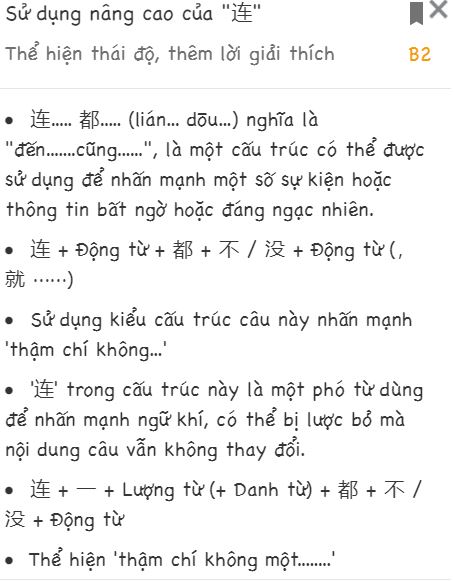 Sử dụng nâng cao của "连"
Thể hiện thái độ, thêm lời giải thích B2
• 连..... 都..... (lián... dōu...) nghĩa là
"đến.......cũng......", là một cấu trúc có thể được
sử dụng để nhấn mạnh một số sự kiện hoặc
thông tin bất ngờ hoặc đáng ngạc nhiên.
• 连 + Động từ + 都 + 不 / 没 + Động từ (，
就 ……)
• Sử dụng kiểu cấu trúc câu này nhấn mạnh
'thậm chí không...'
• '连' trong cấu trúc này là một phó từ dùng
để nhấn mạnh ngữ khí, có thể bị lược bỏ mà
nội dung câu vẫn không thay đổi.
• 连 + 一 + Lượng từ (+ Danh từ) + 都 + 不 /
没 + Động từ
• Thể hiện 'thậm chí không một........'